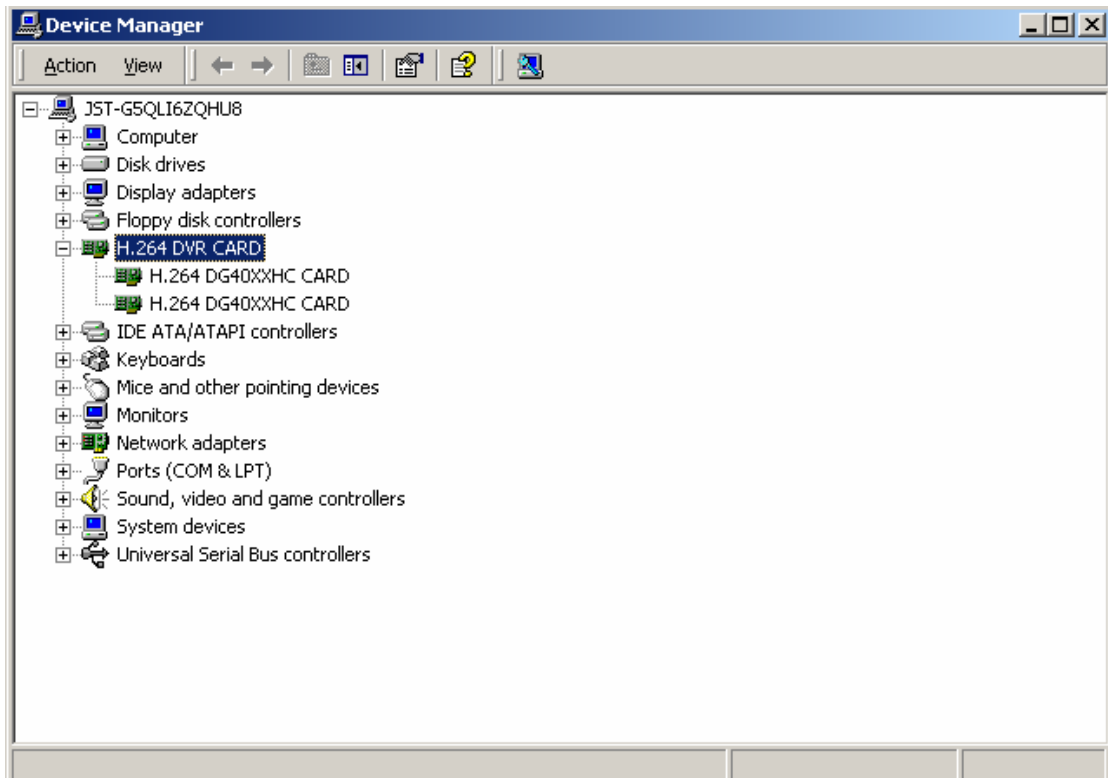 Device Manager
Action View
JST-G5QLI6ZQHU8
Computer
Disk drives
Display adapters
Floppy disk controllers
H.264 DVR CARD
H.264 DG40XXHC CARD
H.264 DG40XXHC CARD
IDE ATA/ATAPI controllers
Keyboards
Mice and other pointing devices
Monitors
Network adapters
Ports (COM & LPT)
Sound, video and game controllers
System devices
Universal Serial Bus controllers